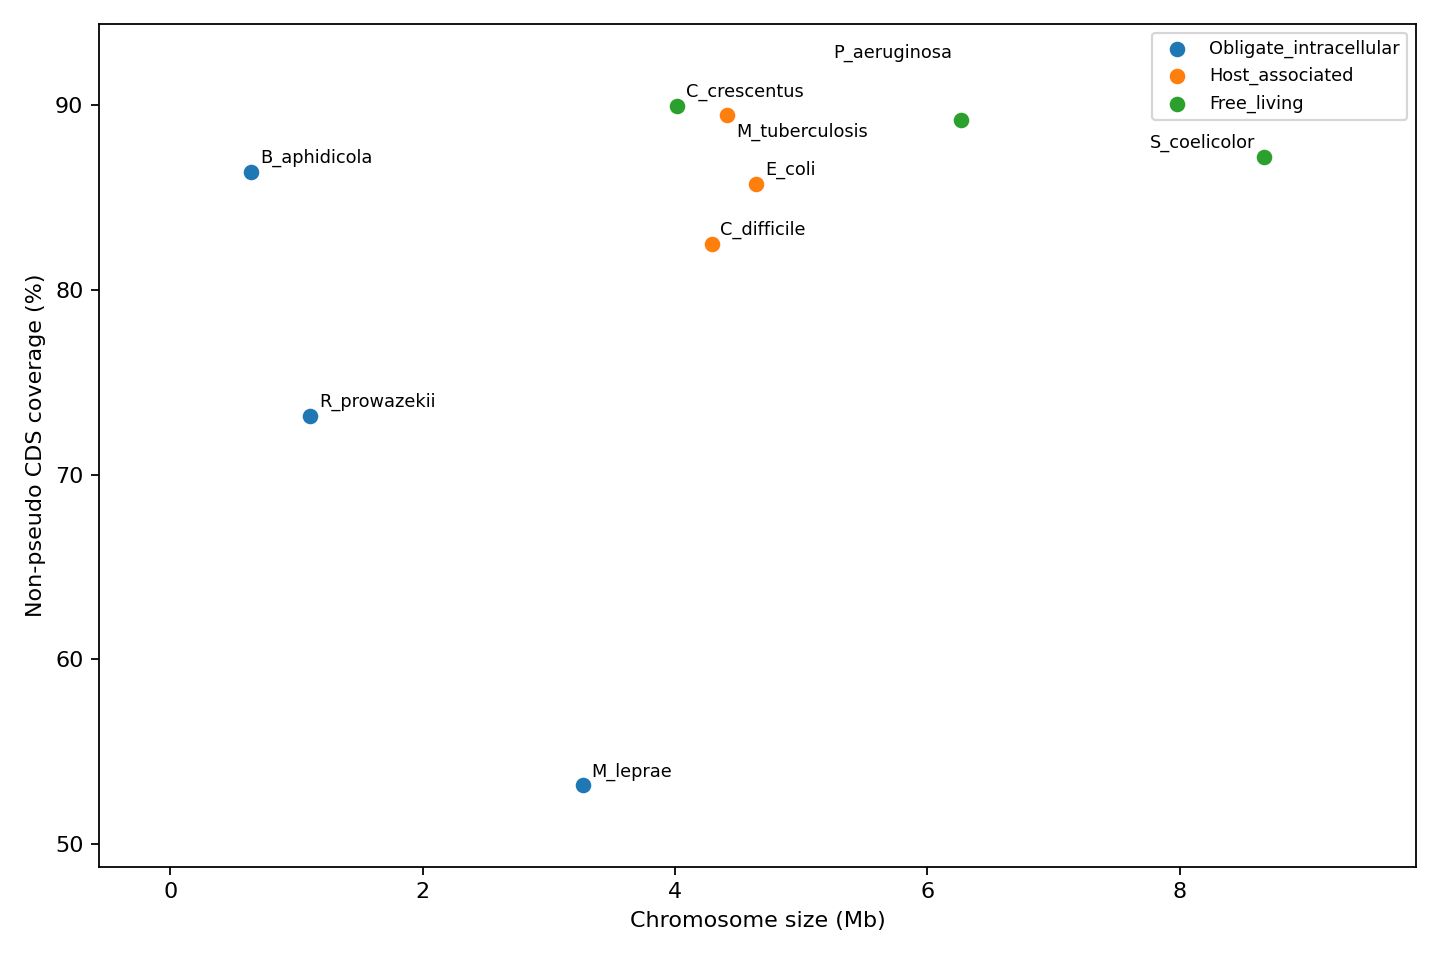 P_aeruginosa
Obligate_intracellular
Host_associated
Free_living
C_crescentus
M_tuberculosis
S_coelicolor
B_aphidicola
E_coli
C_difficile
R_prowazekii
M_leprae
90
80
70
60
50
Non-pseudo CDS coverage (%)
0 2 4 6 8
Chromosome size (Mb)